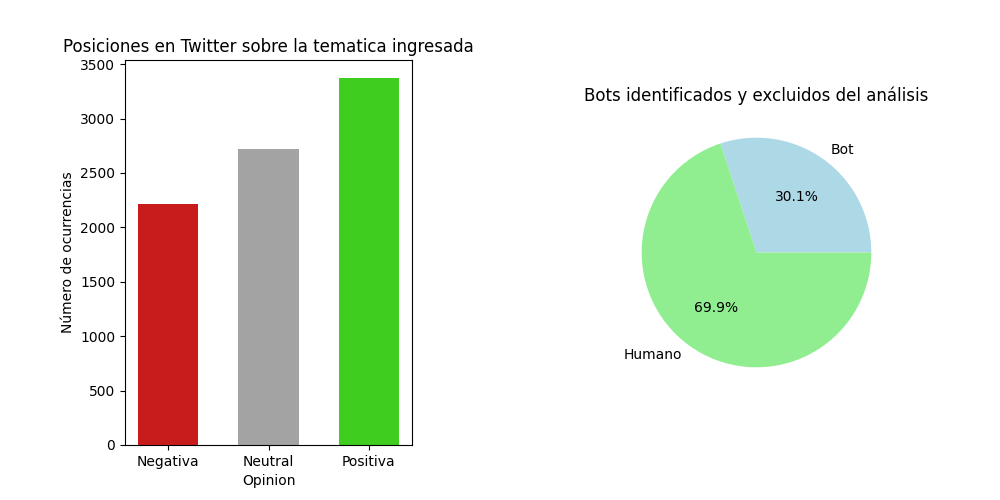 Posiciones en Twitter sobre la tematica ingresada
3500
3000
2500
2000
1500
1000
500
0
Número de ocurrencias
Negativa
Neutral
Positiva
Opinion
Bots identificados y excluidos del análisis
Bot
30.1%
69.9%
Humano